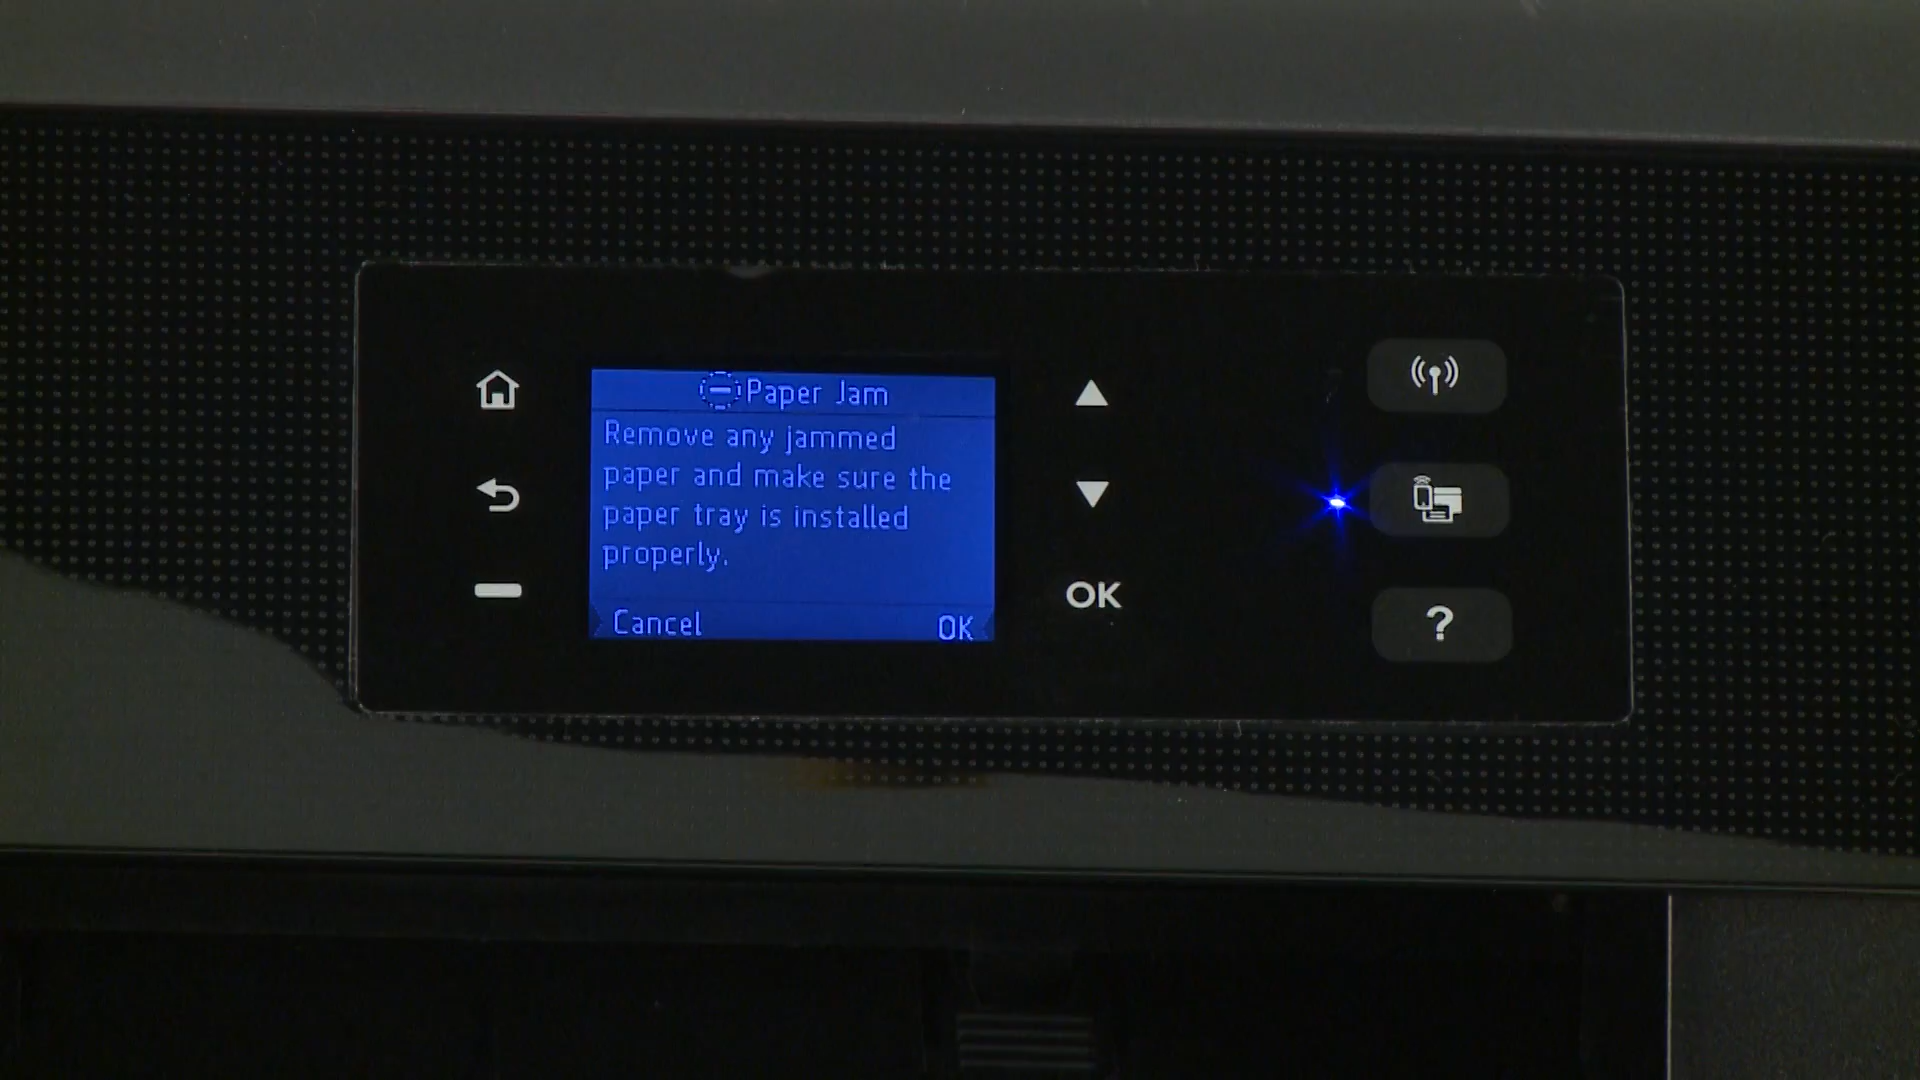 Paper Jam
Remove any jammed
paper and make sure the
paper tray is installed
properly.
Cancel OK
OK
?